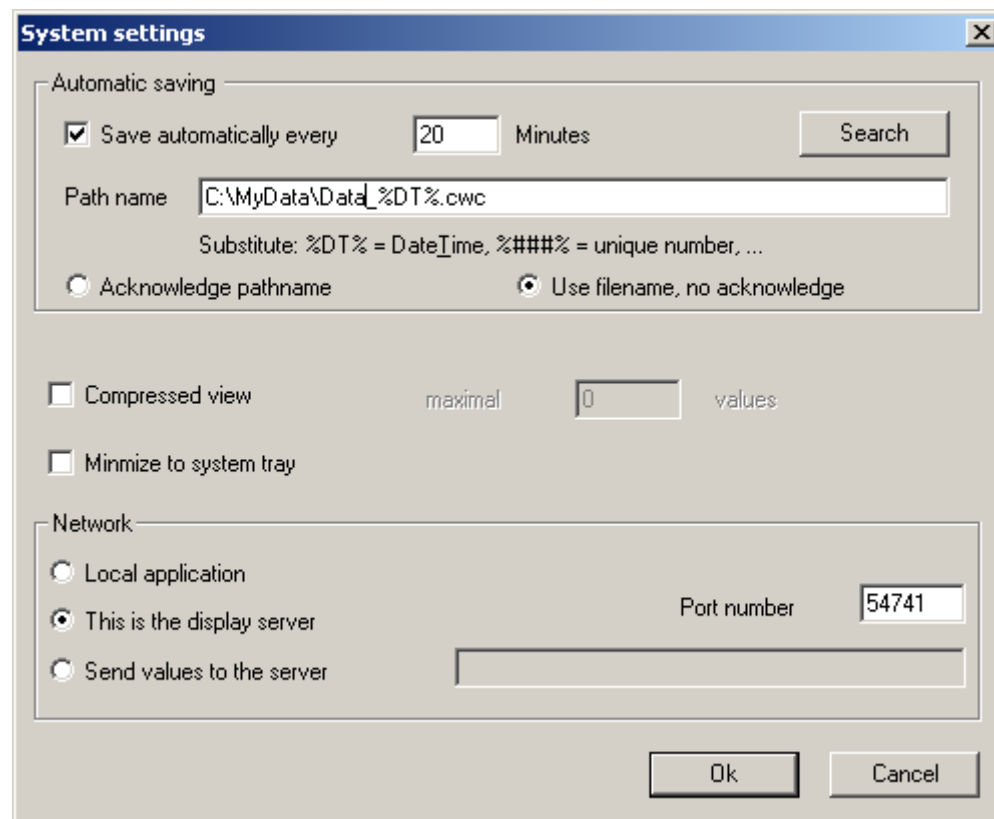 System settings
Automatic saving
Save automatically every 20 Minutes Search
Path name C:\MyData\Data_%DT%.cwc
Substitute: %DT% = DateTime, %###% = unique number, ...
Acknowledge pathname Use filename, no acknowledge
Compressed view maximal 0 values
Minmize to system tray
Network
Local application
This is the display server Port number 54741
Send values to the server
Ok Cancel